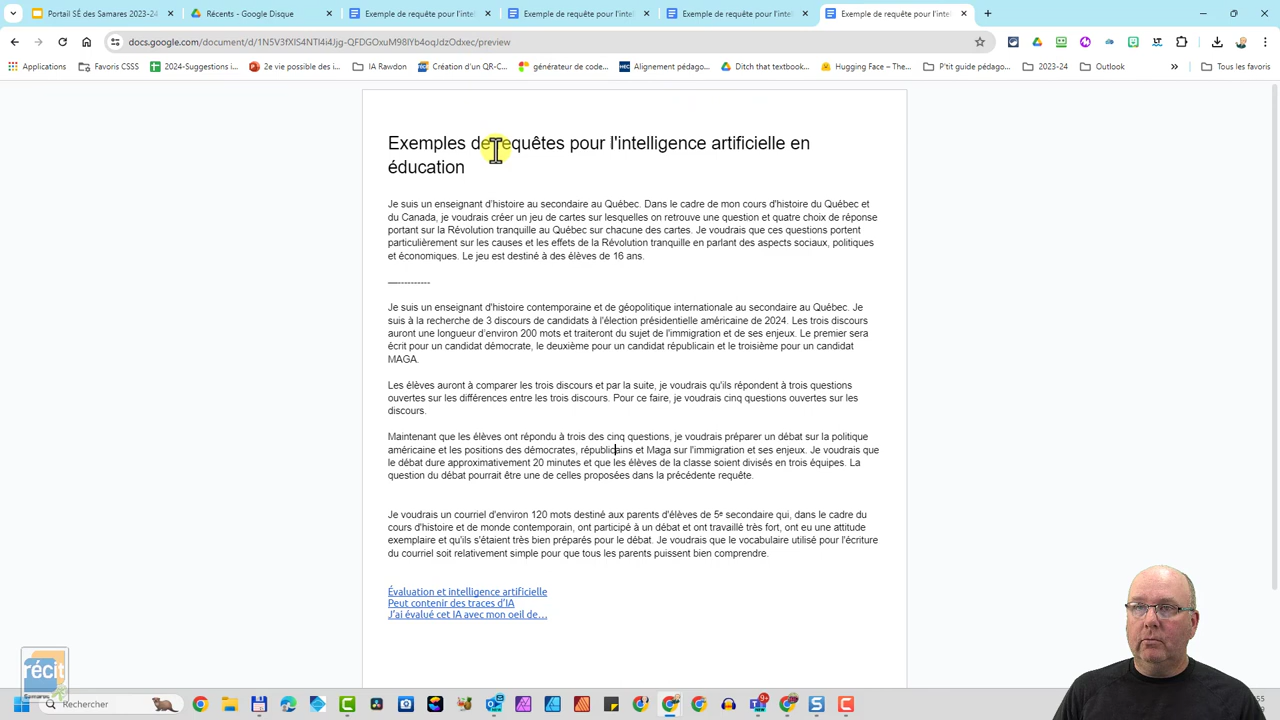 Portail SÉ des Samares 2023-24
Récents - Google Disque
Exemple de requête pour l'inte
Exemple de requête pour l'inte
Exemple de requête pour l'inte
Exemple de requête pour l'inte
docs.google.com/document/d/1N5V3fXlS4NTl4i4Jjg-QFDGOxuM98lYb4oqJdzOdxec/preview
Applications
Favoris CSSS
2024-Suggestions i...
2e vie possible des i...
IA Rawdon
Création d'un QR-C...
générateur de code...
Alignement pédago...
Ditch that textbook...
Hugging Face – The...
P'tit guide pédago...
2023-24
Outlook
Tous les favoris
Exemples de requêtes pour l'intelligence artificielle en
éducation
Je suis un enseignant d'histoire au secondaire au Québec. Dans le cadre de mon cours d'histoire du Québec et
du Canada, je voudrais créer un jeu de cartes sur lesquelles on retrouve une question et quatre choix de réponse
portant sur la Révolution tranquille au Québec sur chacune des cartes. Je voudrais que ces questions portent
particulièrement sur les causes et les effets de la Révolution tranquille en parlant des aspects sociaux, politiques
et économiques. Le jeu est destiné à des élèves de 16 ans.
—----------
Je suis un enseignant d'histoire contemporaine et de géopolitique internationale au secondaire au Québec. Je
suis à la recherche de 3 discours de candidats à l'élection présidentielle américaine de 2024. Les trois discours
auront une longueur d'environ 200 mots et traiteront du sujet de l'immigration et de ses enjeux. Le premier sera
écrit pour un candidat démocrate, le deuxième pour un candidat républicain et le troisième pour un candidat
MAGA.
Les élèves auront à comparer les trois discours et par la suite, je voudrais qu'ils répondent à trois questions
ouvertes sur les différences entre les trois discours. Pour ce faire, je voudrais cinq questions ouvertes sur les
discours.
Maintenant que les élèves ont répondu à trois des cinq questions, je voudrais préparer un débat sur la politique
américaine et les positions des démocrates, républicains et Maga sur l'immigration et ses enjeux. Je voudrais que
le débat dure approximativement 20 minutes et que les élèves de la classe soient divisés en trois équipes. La
question du débat pourrait être une de celles proposées dans la précédente requête.
Je voudrais un courriel d'environ 120 mots destiné aux parents d'élèves de 5ᵉ secondaire qui, dans le cadre du
cours d'histoire et de monde contemporain, ont participé à un débat et ont travaillé très fort, ont eu une attitude
exemplaire et qu'ils s'étaient très bien préparés pour le débat. Je voudrais que le vocabulaire utilisé pour l'écriture
du courriel soit relativement simple pour que tous les parents puissent bien comprendre.
Évaluation et intelligence artificielle
Peut contenir des traces d'IA
J'ai évalué cet IA avec mon oeil de…
récit
Samares
Rechercher